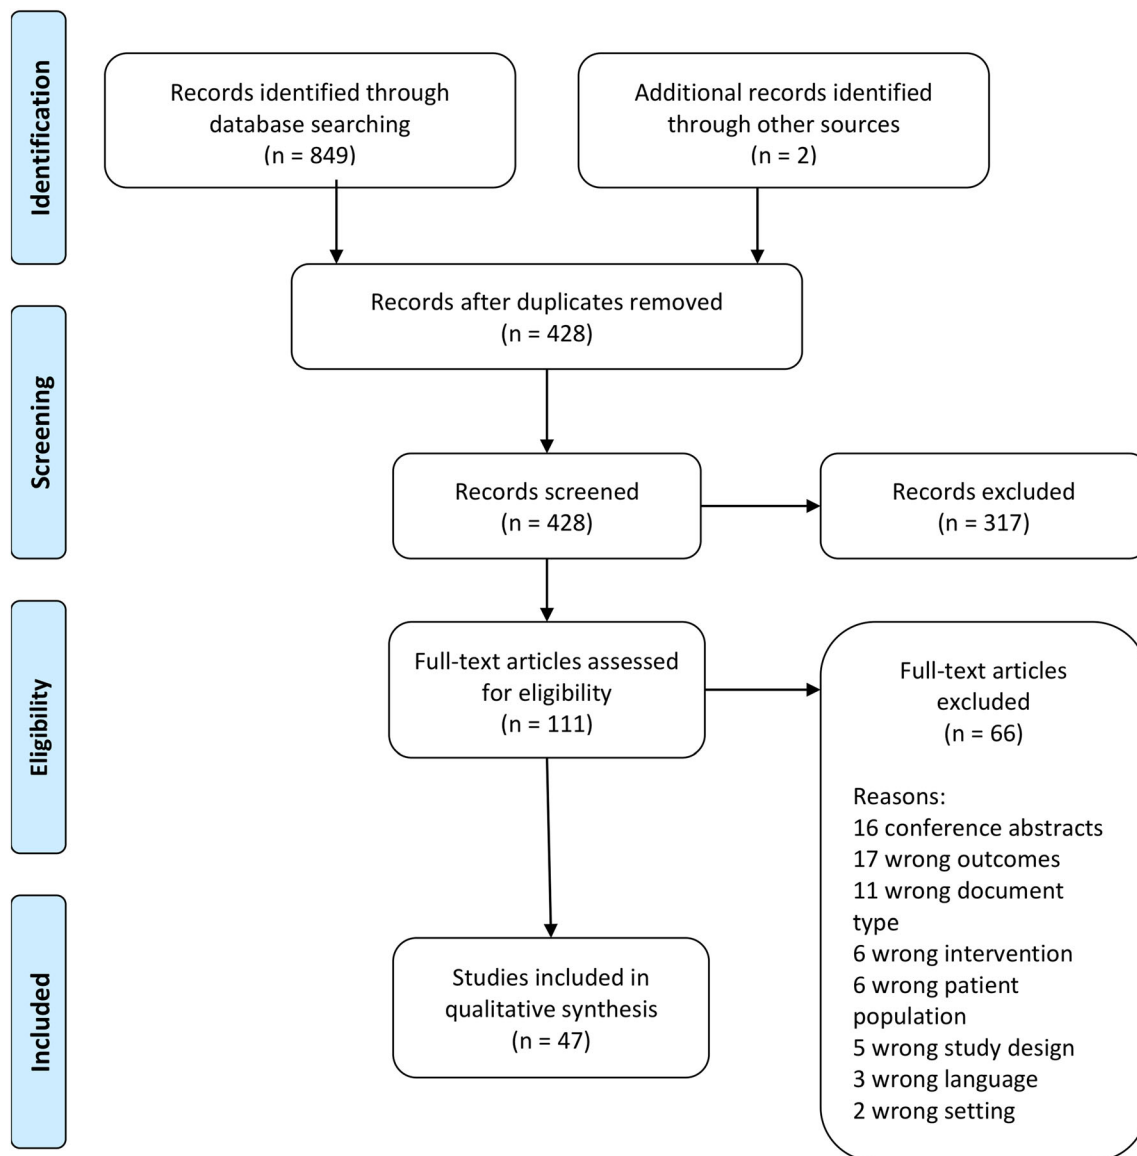 Identification
Records identified through
database searching
(n = 849)
Additional records identified
through other sources
(n = 2)
Records after duplicates removed
(n = 428)
Screening
Records screened
(n = 428)
Records excluded
(n = 317)
Eligibility
Full-text articles assessed
for eligibility
(n = 111)
Full-text articles
excluded
(n = 66)
Reasons:
16 conference abstracts
17 wrong outcomes
11 wrong document
type
6 wrong intervention
6 wrong patient
population
5 wrong study design
3 wrong language
2 wrong setting
Included
Studies included in
qualitative synthesis
(n = 47)